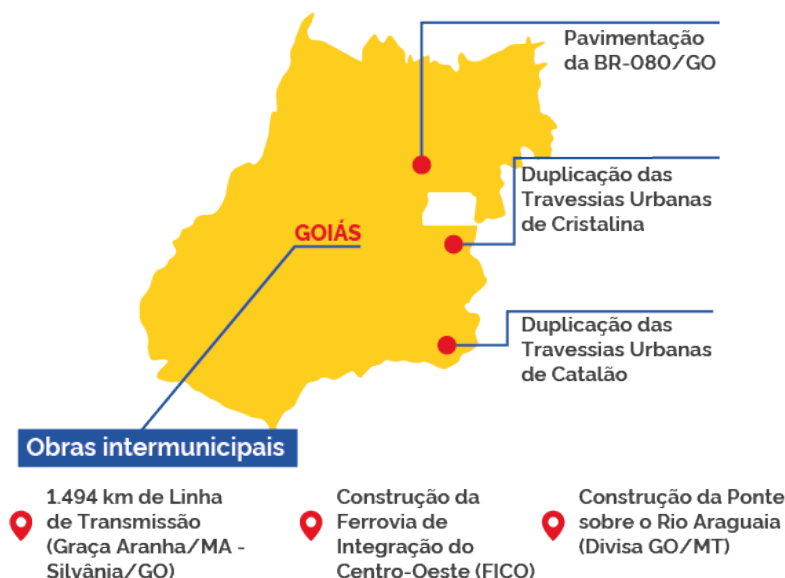 Pavimentação
da BR-080/GO
Duplicação das
Travessias Urbanas
de Cristalina
GOIÁS
Duplicação das
Travessias Urbanas
de Catalão
Obras intermunicipais
1.494 km de Linha
de Transmissão
(Graça Aranha/MA -
Silvânia/GO)
Construção da
Ferrovia de
Integração do
Centro-Oeste (FICO)
Construção da Ponte
sobre o Rio Araguaia
(Divisa GO/MT)